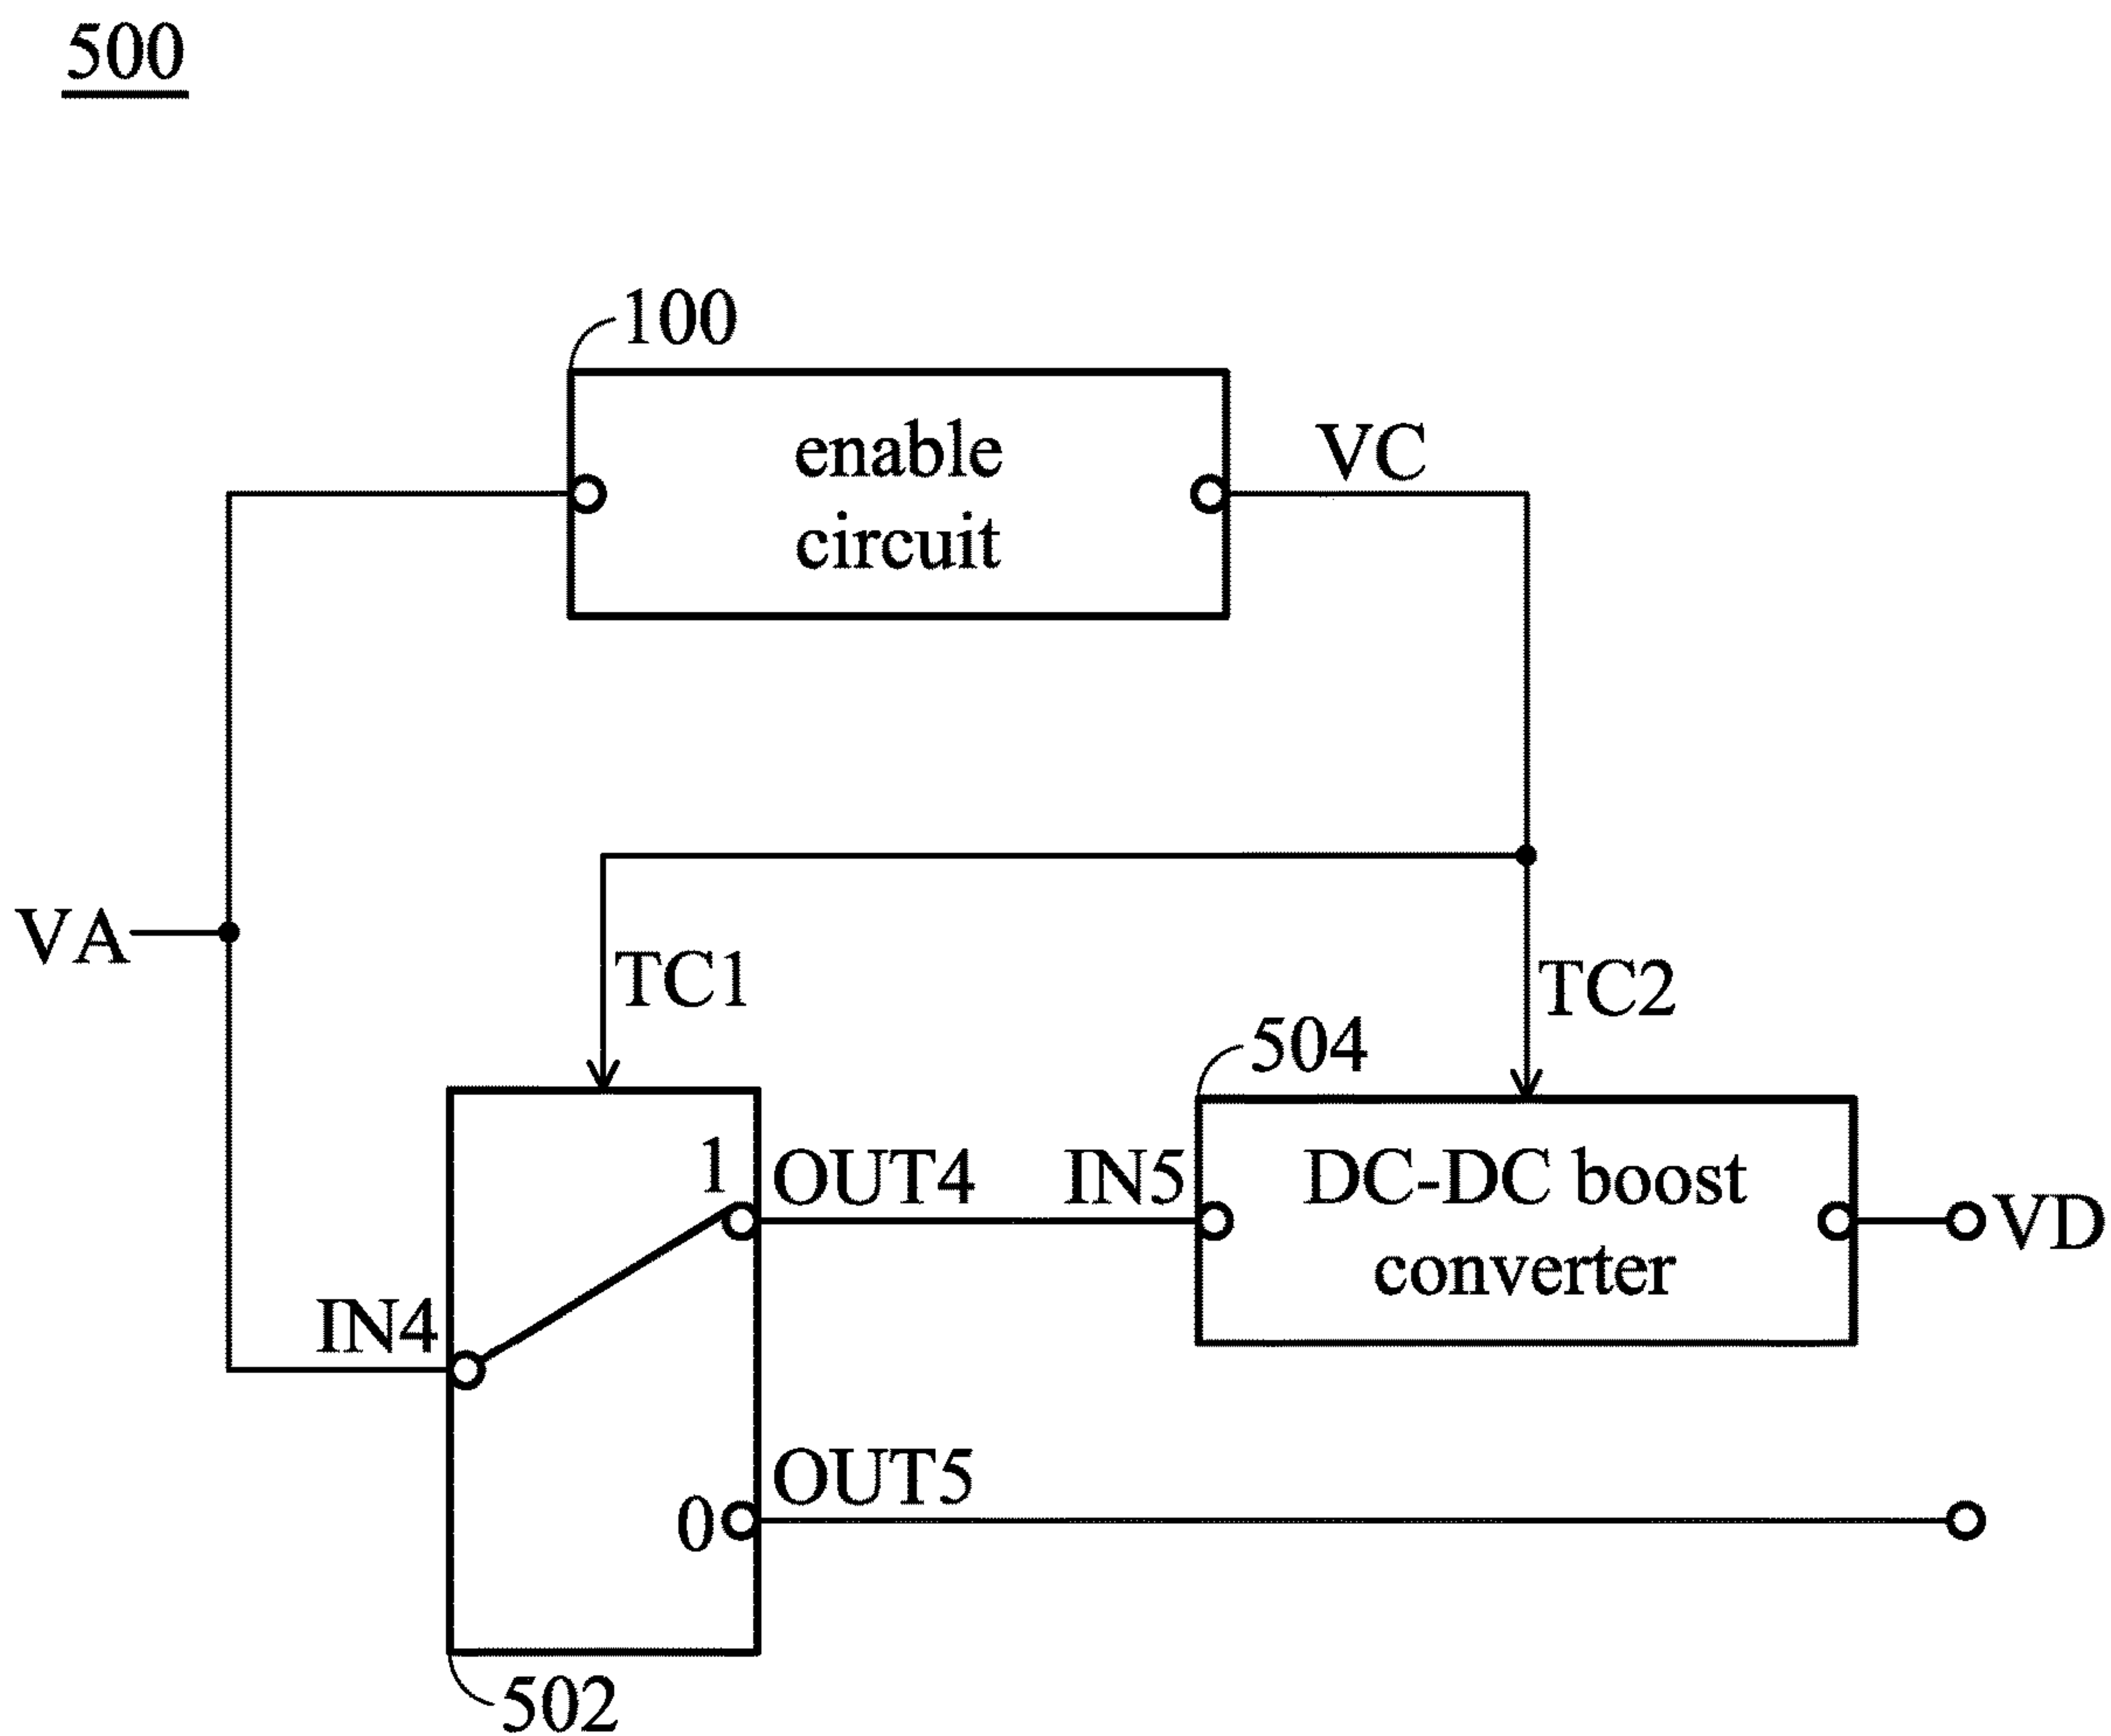 500
100
enable
circuit
VC
VA
TC1
TC2
504
1
OUT4
IN5
DC-DC boost
converter
VD
IN4
OUT5
0
502